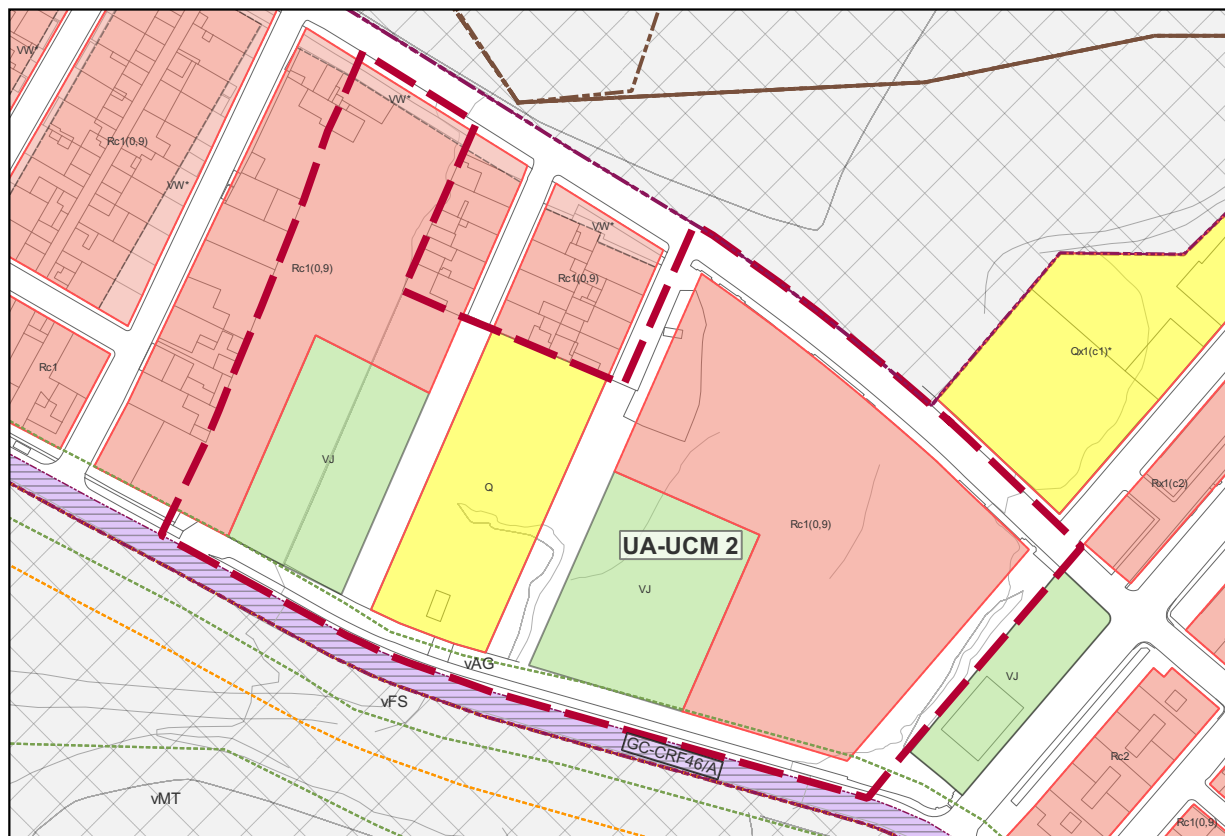 VW*
VW*
Rc1(0,9)
VW*
VW*
Rc1(0,9)
Rc1(0,9)
Qx1(c1)*
Rc1
VJ
Q
Rx1(c2)
Rc1(0,9)
UA-UCM 2
VJ
vAG
VJ
vFS
GC-CRF46/A
Rc2
vMT
Rc1(0,9)